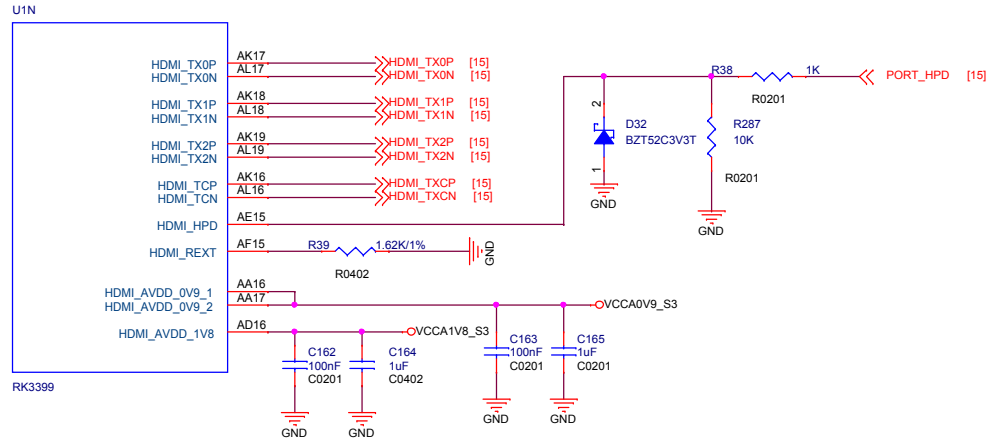 U1N
HDMI_TX0P AK17 HDMI_TX0P [15]
HDMI_TX0N AL17 HDMI_TX0N [15]
R38 1K PORT_HPD [15]
R0201
HDMI_TX1P AK18 HDMI_TX1P [15]
HDMI_TX1N AL18 HDMI_TX1N [15]
2 D32 R287
BZT52C3V3T 10K
HDMI_TX2P AK19 HDMI_TX2P [15]
HDMI_TX2N AL19 HDMI_TX2N [15]
1 R0201
HDMI_TCP AK16 HDMI_TXCP [15]
HDMI_TCN AL16 HDMI_TXCN [15]
GND
GND
HDMI_HPD AE15
HDMI_REXT AF15 R39 1.62K/1% GND
R0402
HDMI_AVDD_0V9_1 AA16
HDMI_AVDD_0V9_2 AA17 VCCA0V9_S3
HDMI_AVDD_1V8 AD16 VCCA1V8_S3
C162 C164 C163 C165
100nF 1uF 100nF 1uF
C0201 C0402 C0201 C0201
RK3399
GND GND GND GND